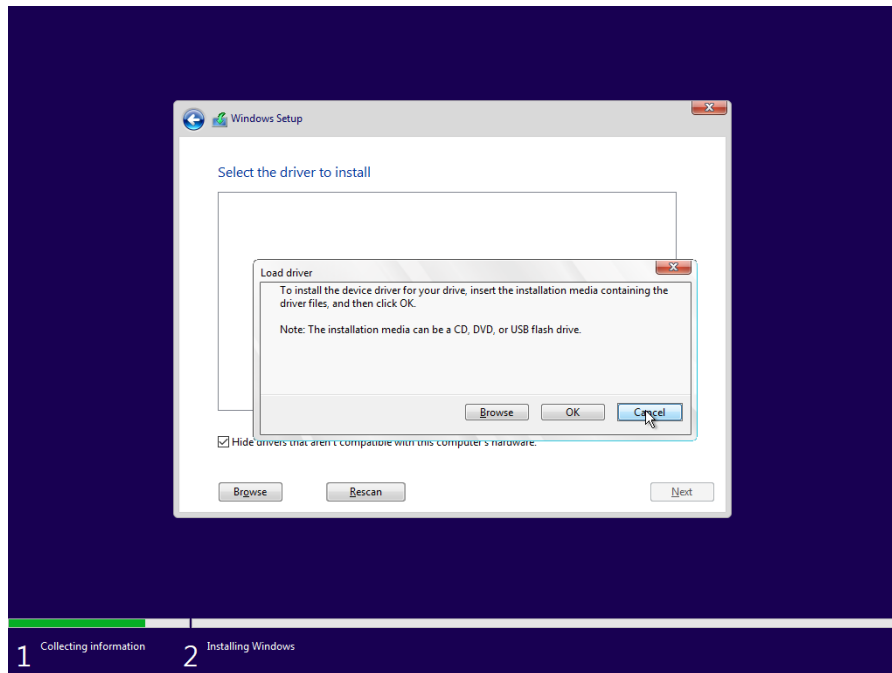 Windows Setup
Select the driver to install
Load driver
To install the device driver for your drive, insert the installation media containing the
driver files, and then click OK.
Note: The installation media can be a CD, DVD, or USB flash drive.
Browse OK Cancel
Hide drivers that aren't compatible with this computer's hardware.
Browse Rescan Next
1 Collecting information 2 Installing Windows